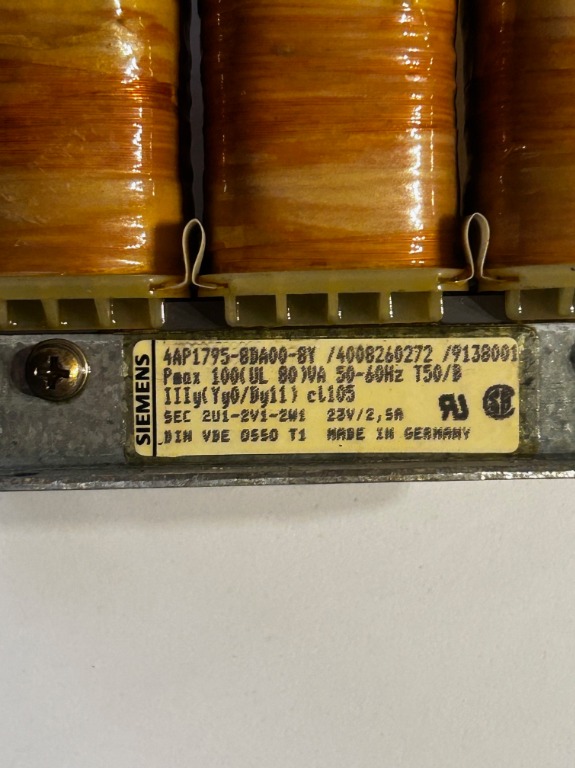 SIEMENS
4AP1795-8DA00-8Y /4008260272 /9138001
Pmax 100(UL 80)VA 50-60Hz T50/B
IIIy(Yy0/Dy11) cl105
SEC 2U1-2V1-2W1 23V/2,5A
DIN VDE 0550 T1 MADE IN GERMANY